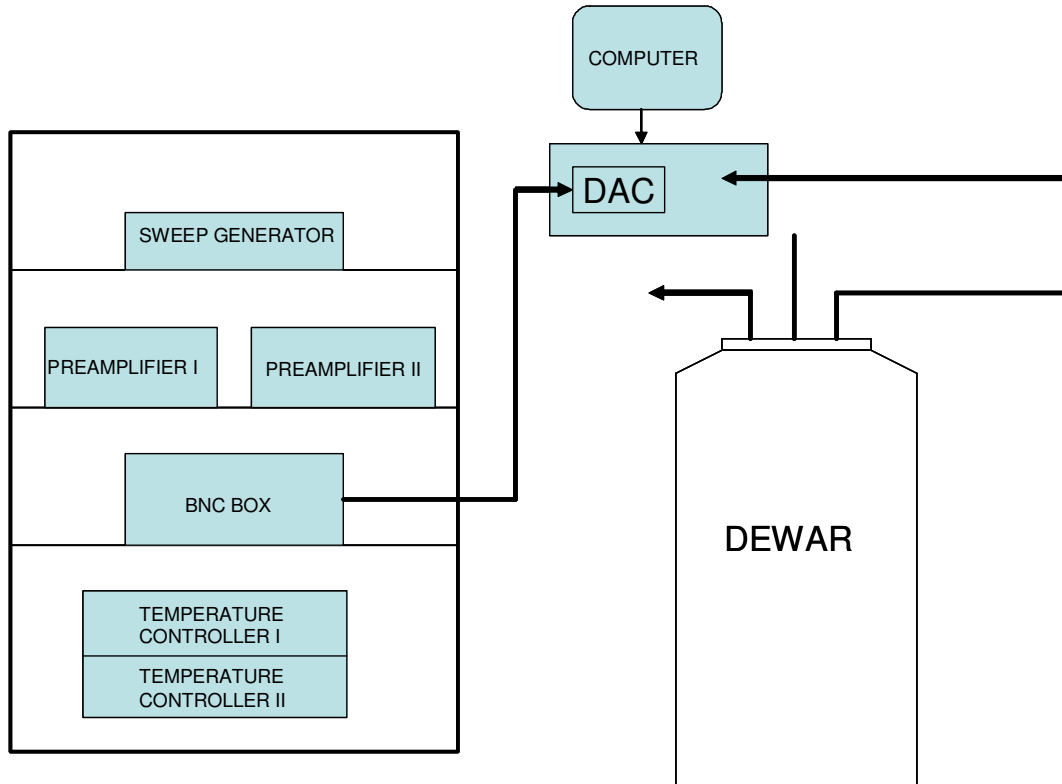 COMPUTER
DAC
SWEEP GENERATOR
PREAMPLIFIER I
PREAMPLIFIER II
BNC BOX
DEWAR
TEMPERATURE
CONTROLLER I
TEMPERATURE
CONTROLLER II